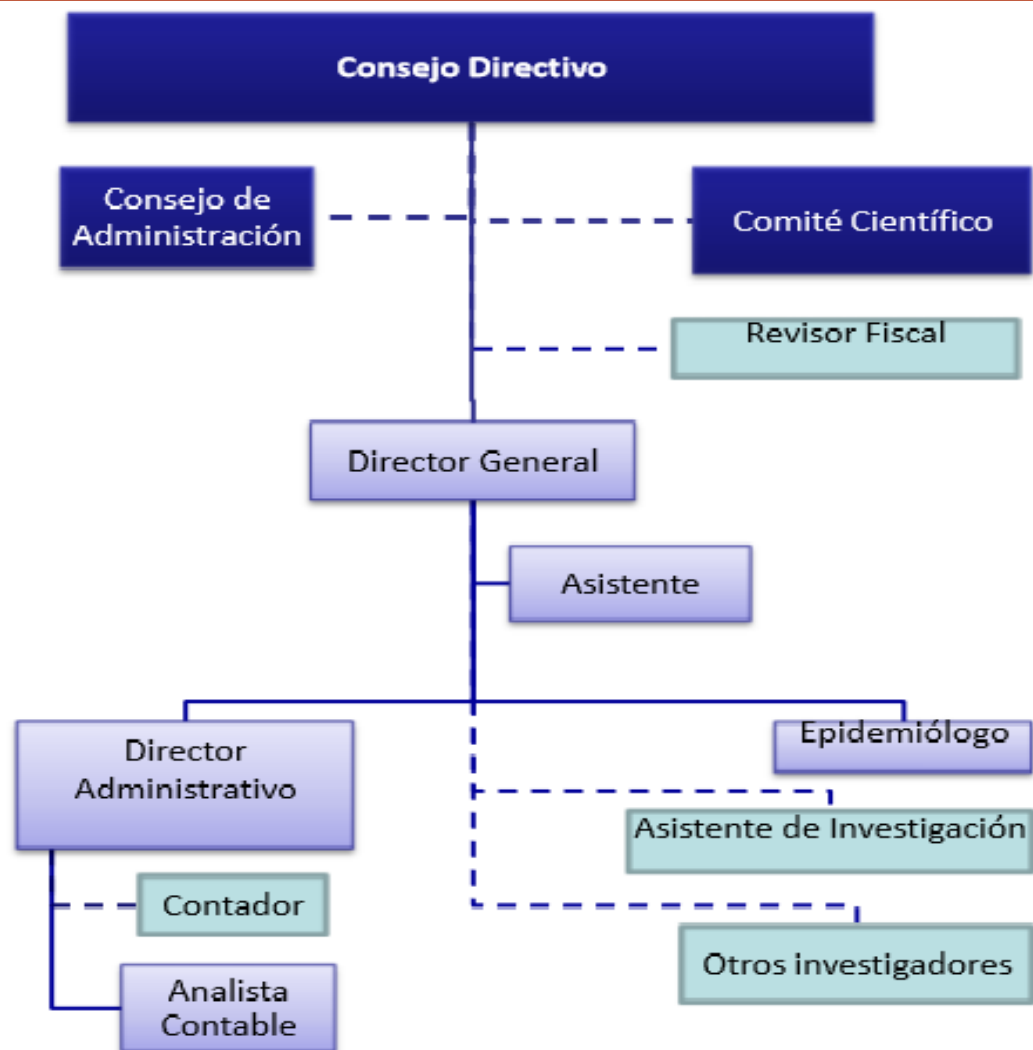 Consejo Directivo
Consejo de
Administración
Comité Científico
Revisor Fiscal
Director General
Asistente
Director
Administrativo
Epidemiólogo
Asistente de Investigación
Contador
Otros investigadores
Analista
Contable